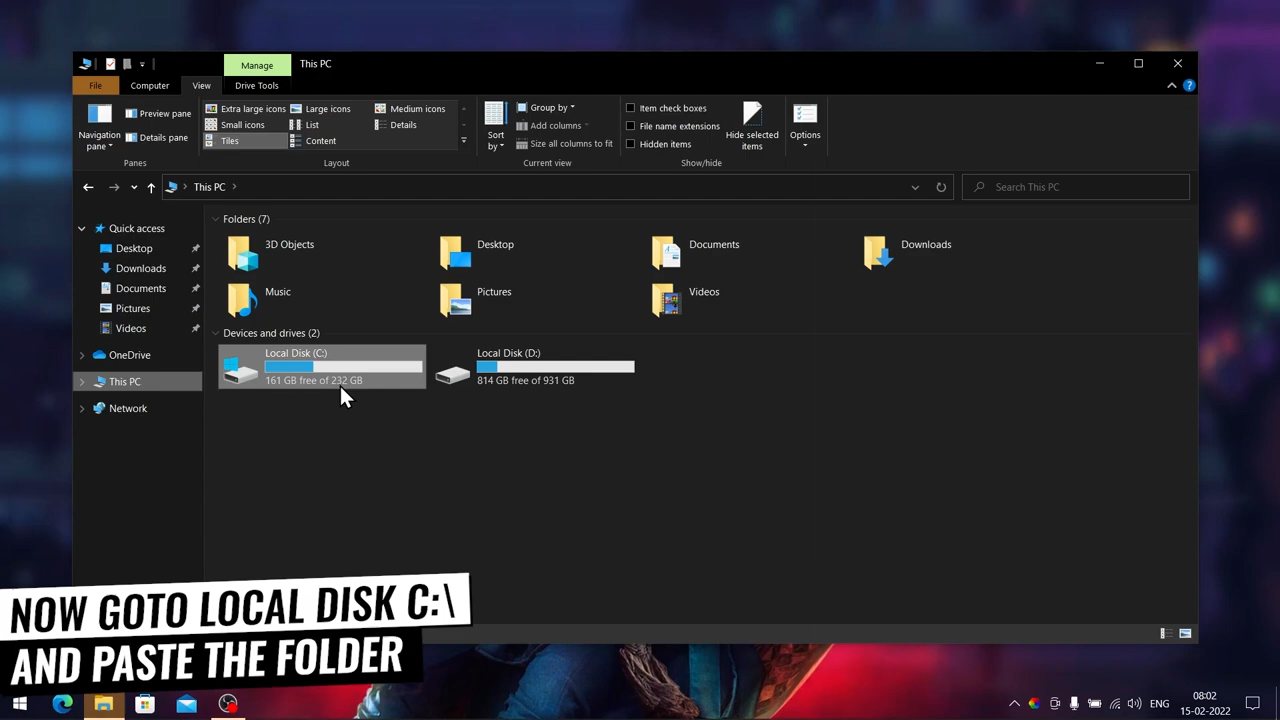 Manage
This PC
File
Computer
View
Drive Tools
Navigation
pane
Preview pane
Details pane
Panes
Extra large icons
Large icons
Medium icons
Small icons
List
Details
Tiles
Content
Layout
Sort
by
Group by
Add columns
Size all columns to fit
Current view
Item check boxes
File name extensions
Hidden items
Hide selected
items
Show/hide
Options
This PC
Search This PC
Quick access
Desktop
Downloads
Documents
Pictures
Videos
OneDrive
This PC
Network
Folders (7)
3D Objects
Desktop
Documents
Downloads
Music
Pictures
Videos
Devices and drives (2)
Local Disk (C:)
161 GB free of 232 GB
Local Disk (D:)
814 GB free of 931 GB
NOW GOTO LOCAL DISK C:\
AND PASTE THE FOLDER
ENG
08:02
15-02-2022